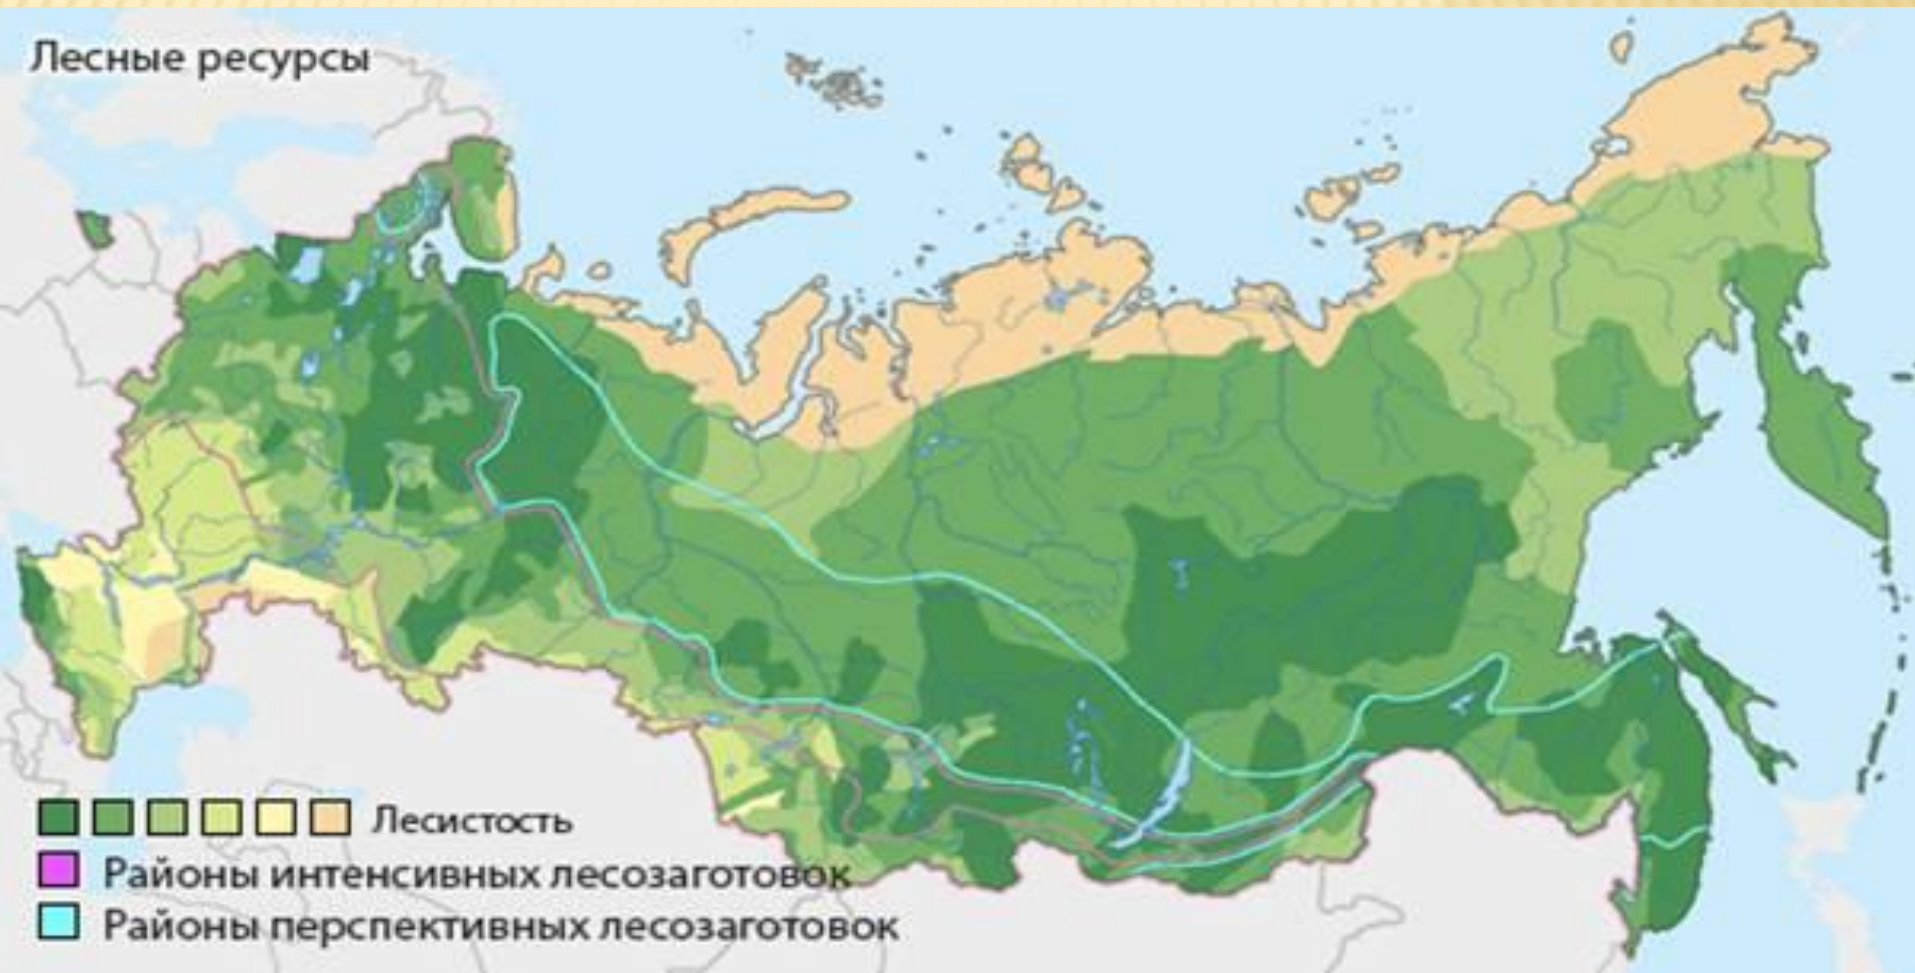 Лесные ресурсы
Лесистость
Районы интенсивных лесозаготовок
Районы перспективных лесозаготовок